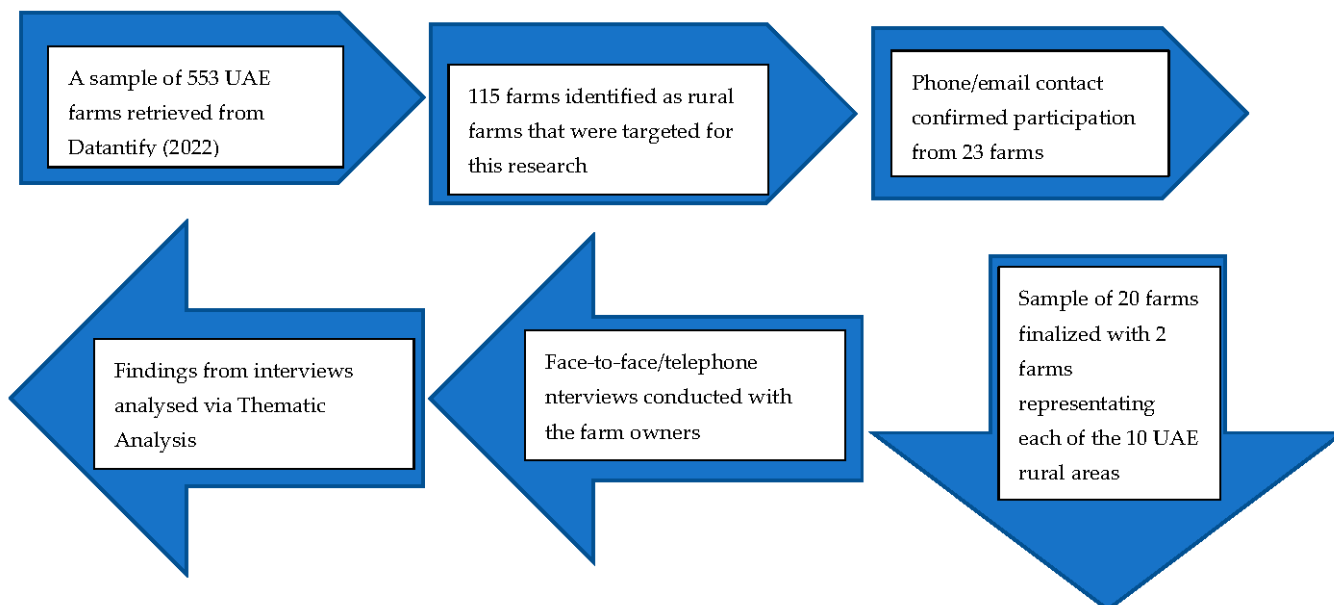 A sample of 553 UAE
farms retrieved from
Datantify (2022)
115 farms identified as rural
farms that were targeted for
this research
Phone/email contact
confirmed participation
from 23 farms
Sample of 20 farms
finalized with 2
farms
representating
each of the 10 UAE
rural areas
Face-to-face/telephone
nterviews conducted with
the farm owners
Findings from interviews
analysed via Thematic
Analysis